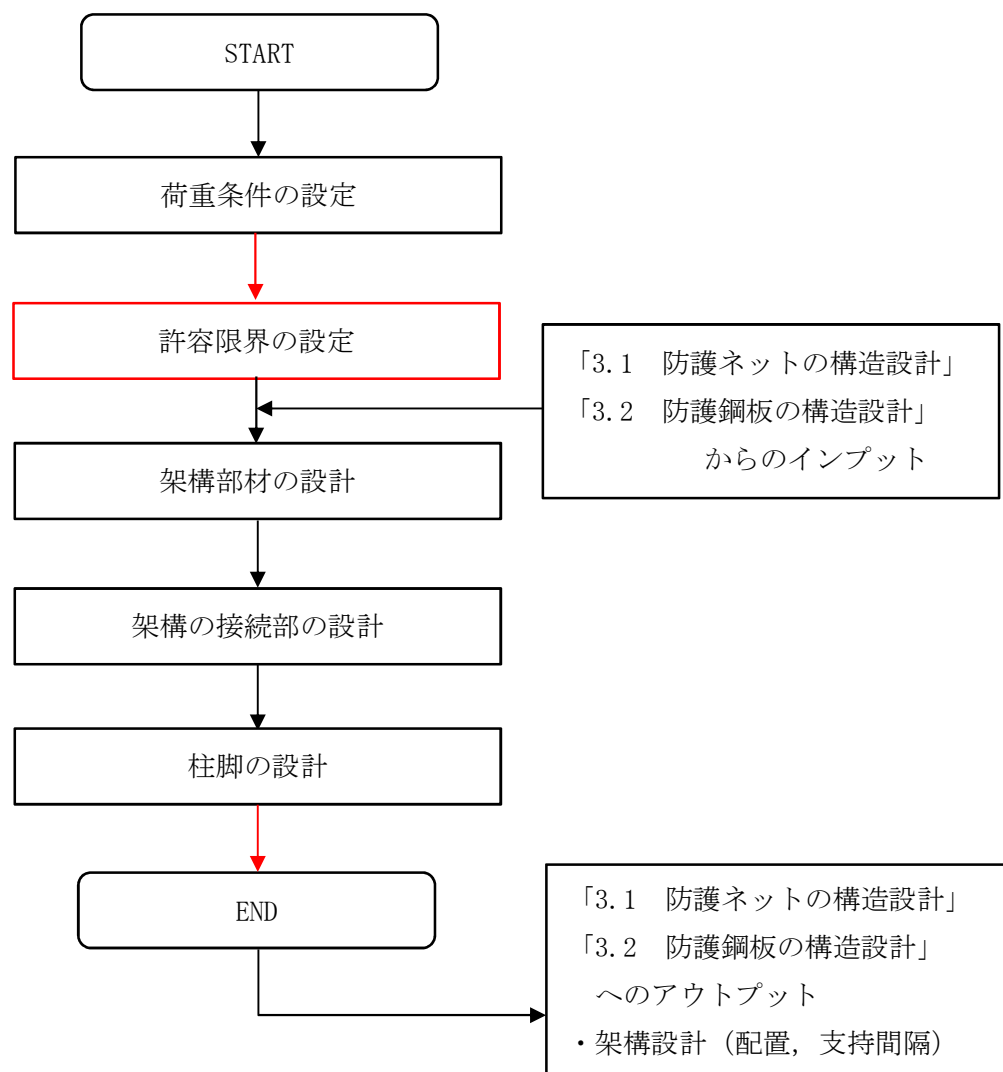 START
荷重条件の設定
許容限界の設定
「3.1　防護ネットの構造設計」
「3.2　防護鋼板の構造設計」
からのインプット
架構部材の設計
架構の接続部の設計
柱脚の設計
END
「3.1　防護ネットの構造設計」
「3.2　防護鋼板の構造設計」
へのアウトプット
・架構設計（配置，支持間隔）